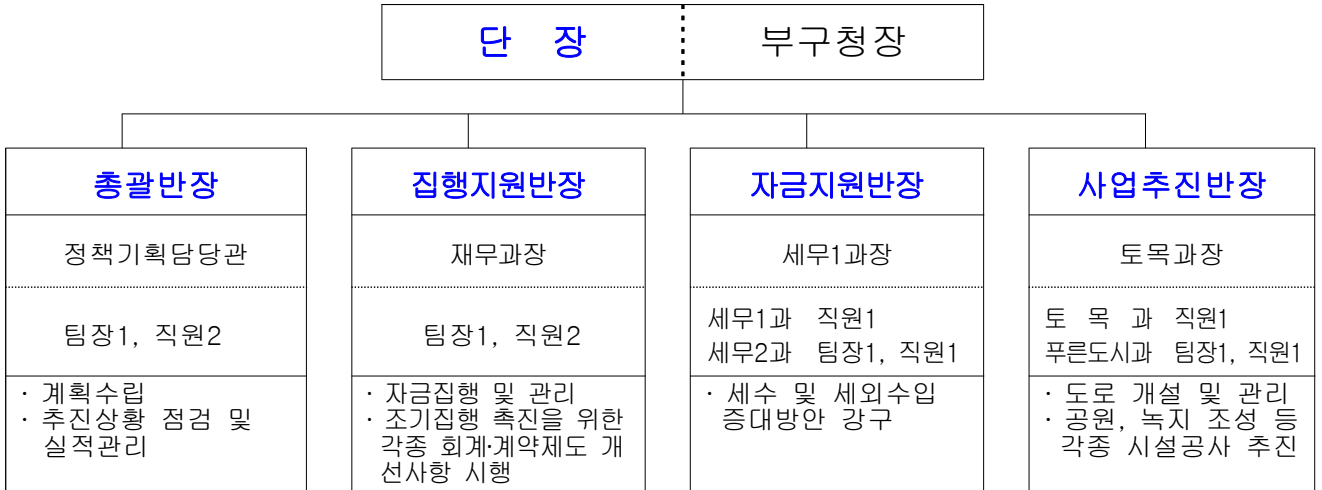 단 장 부구청장
총괄반장
정책기획담당관
팀장1, 직원2
· 계획수립
· 추진상황 점검 및
실적관리
집행지원반장
재무과장
팀장1, 직원2
· 자금집행 및 관리
· 조기집행 촉진을 위한
각종 회계·계약제도 개
선사항 시행
자금지원반장
세무1과장
세무1과 직원1
세무2과 팀장1, 직원1
· 세수 및 세외수입
증대방안 강구
사업추진반장
토목과장
토 목 과 직원1
푸른도시과 팀장1, 직원1
· 도로 개설 및 관리
· 공원, 녹지 조성 등
각종 시설공사 추진